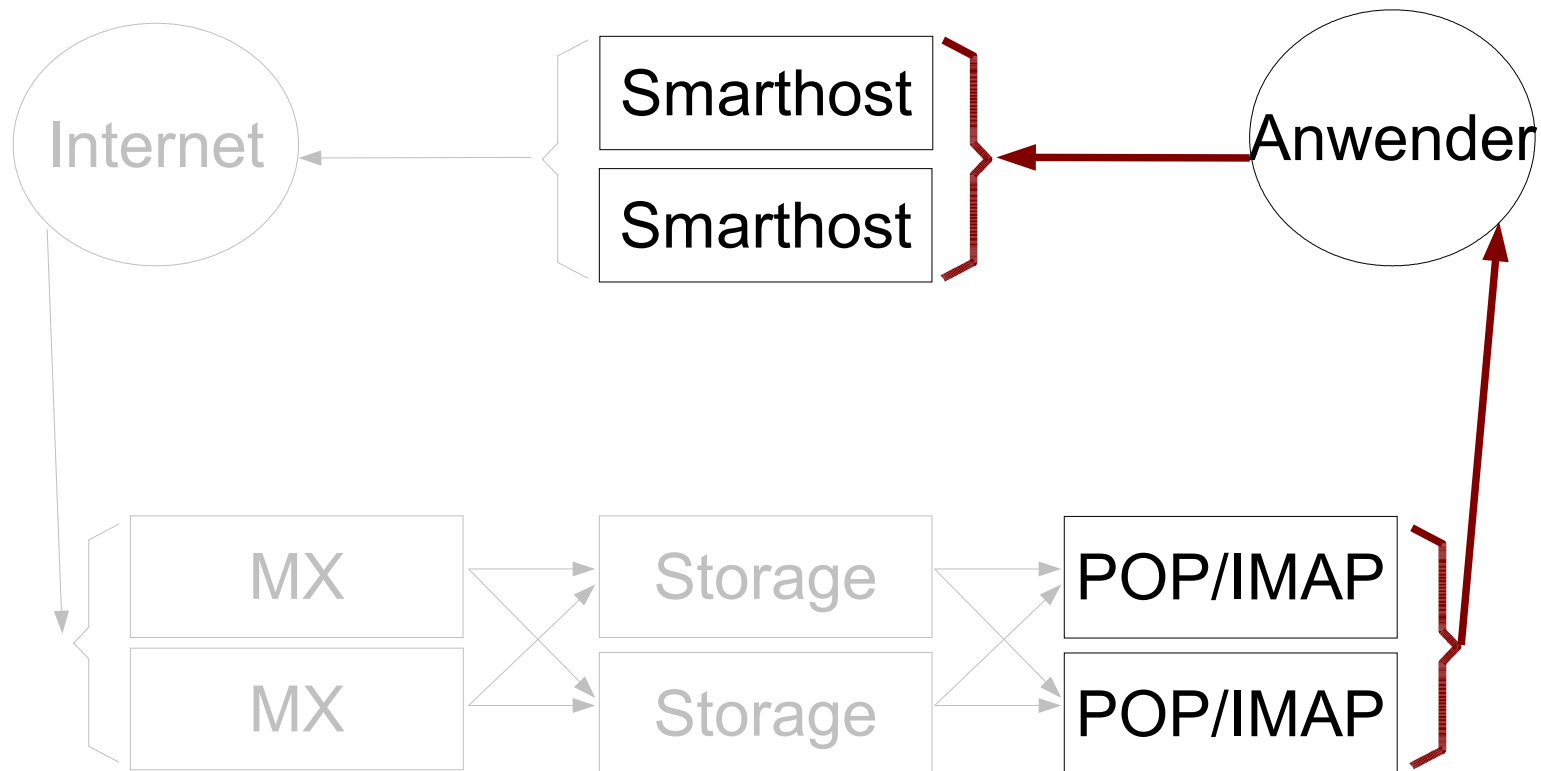 Internet
Smarthost
Anwender
Smarthost
MX
Storage
POP/IMAP
MX
Storage
POP/IMAP